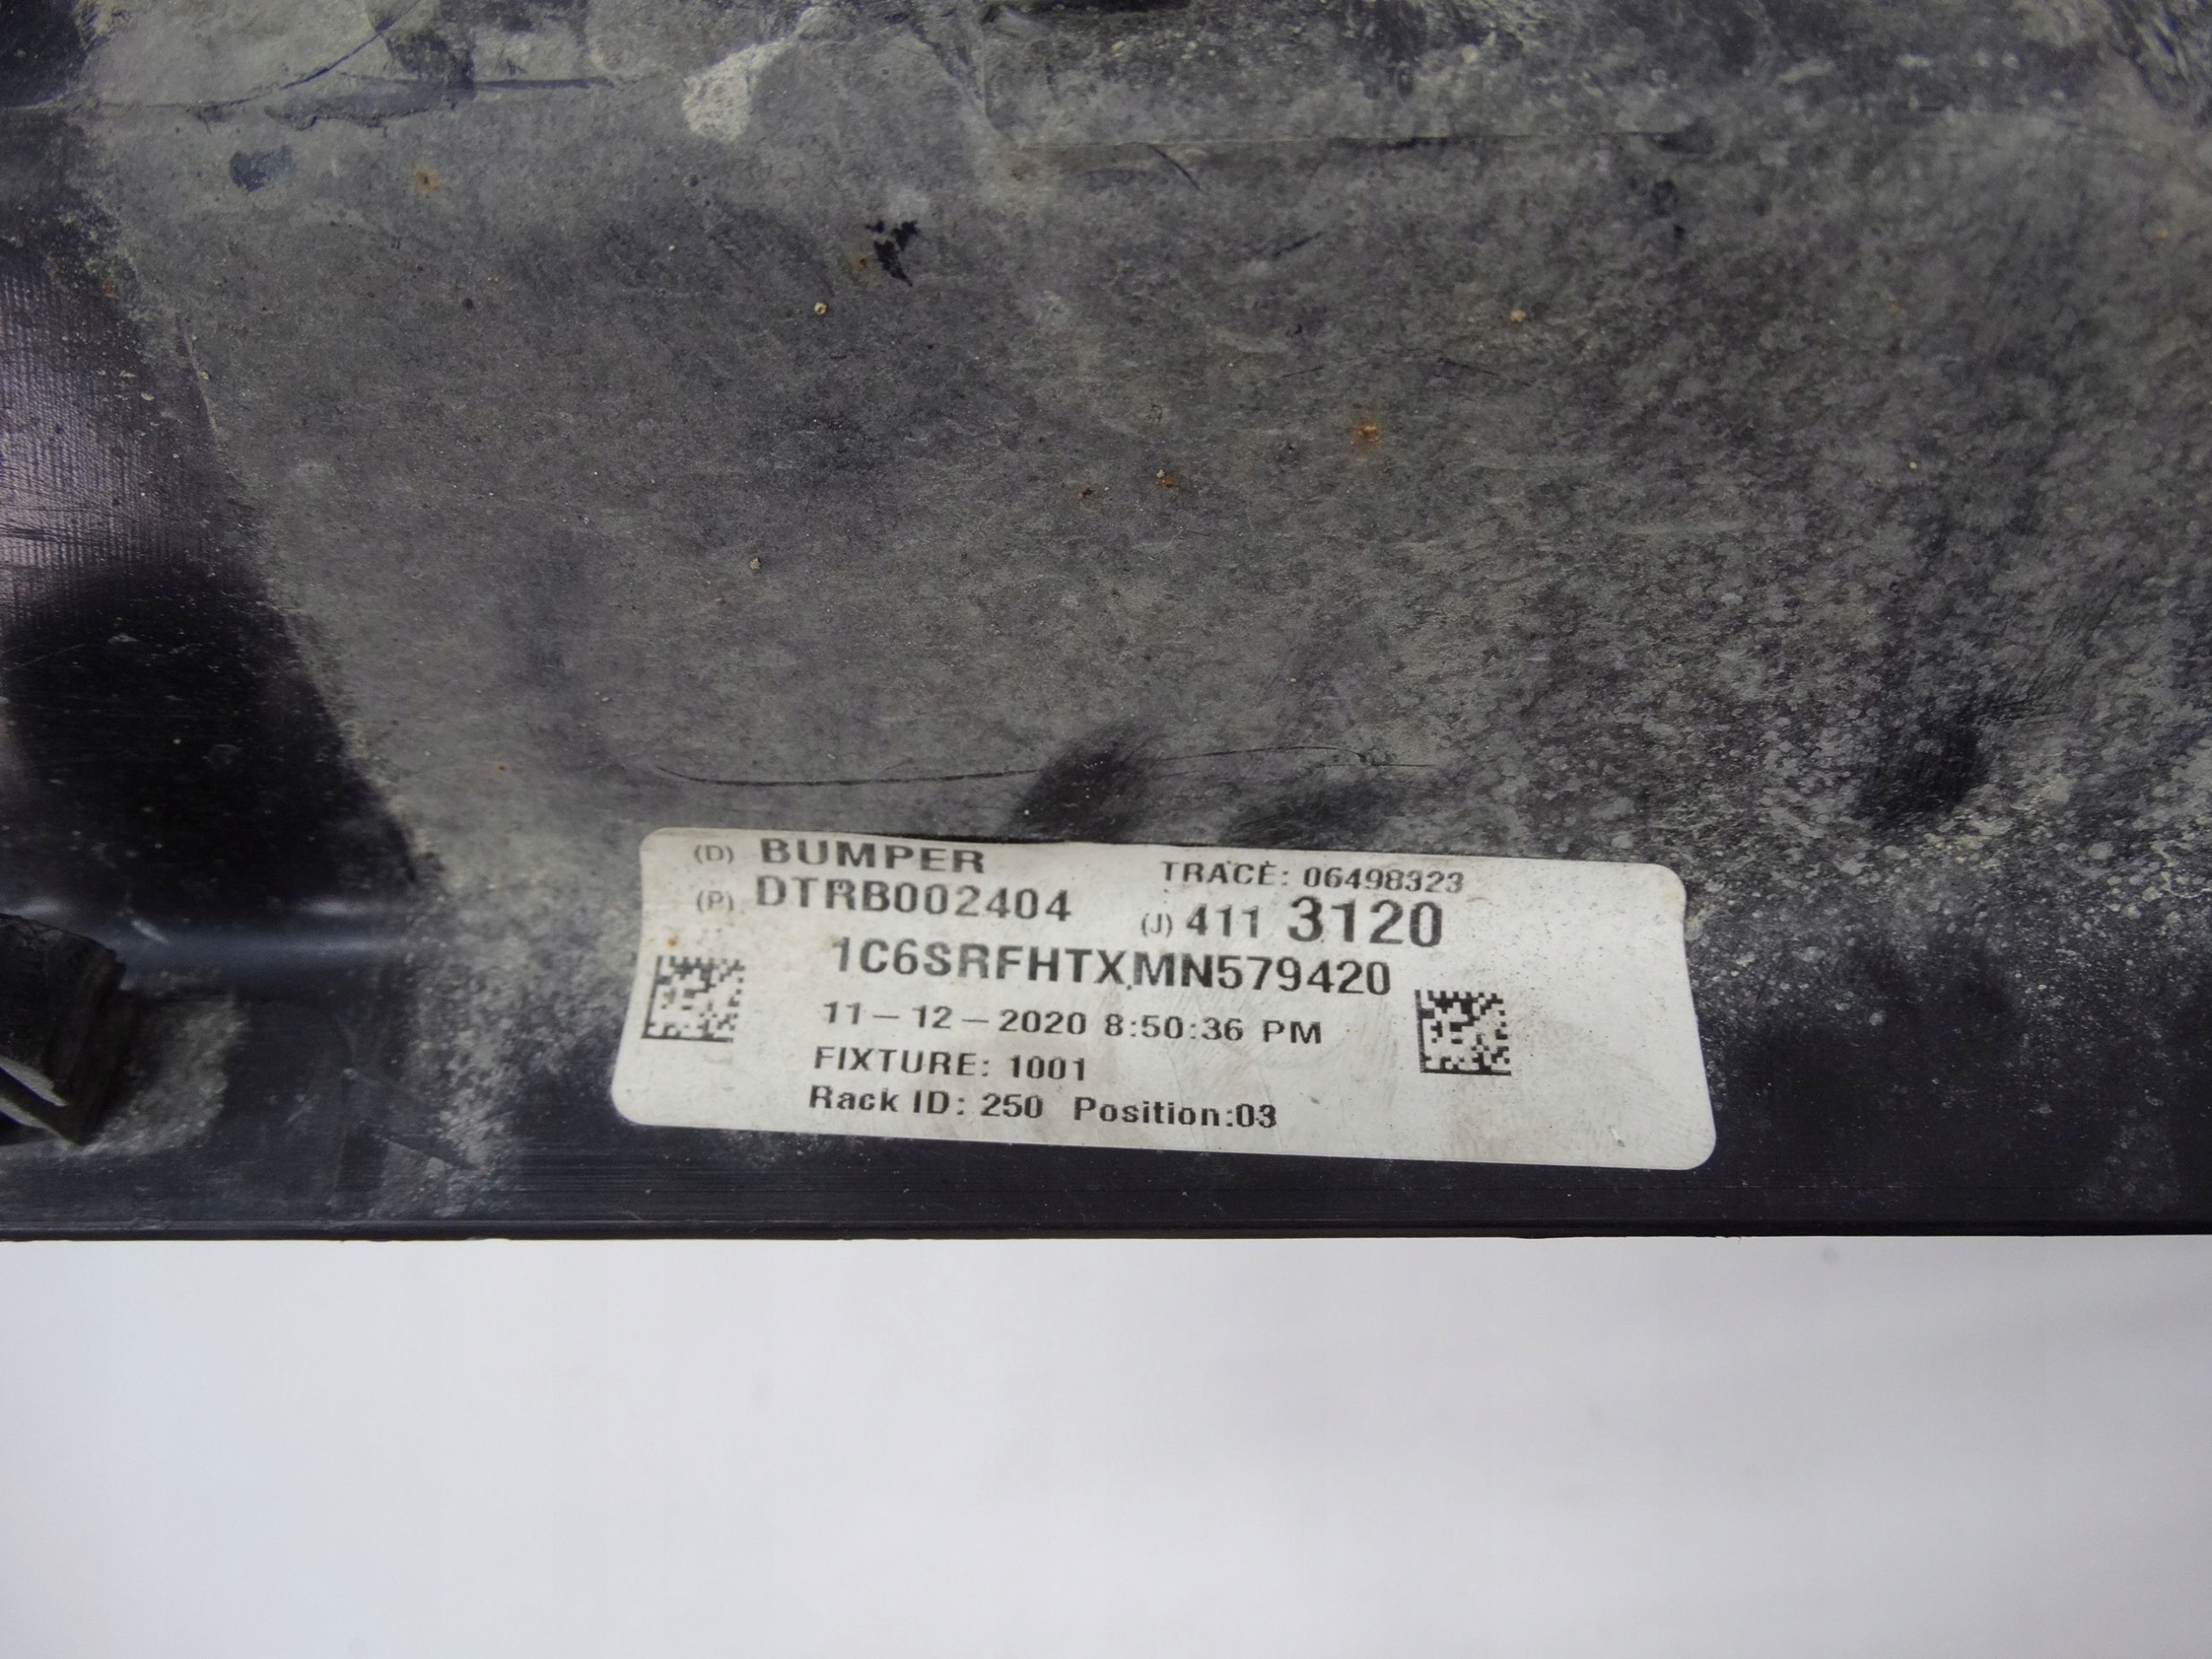 (D) BUMPER TRACE: 06498323
(P) DTRB002404 (J) 411 3120
1C6SRFHTXMN579420
11-12-2020 8:50:36 PM
FIXTURE: 1001
Rack ID: 250 Position:03